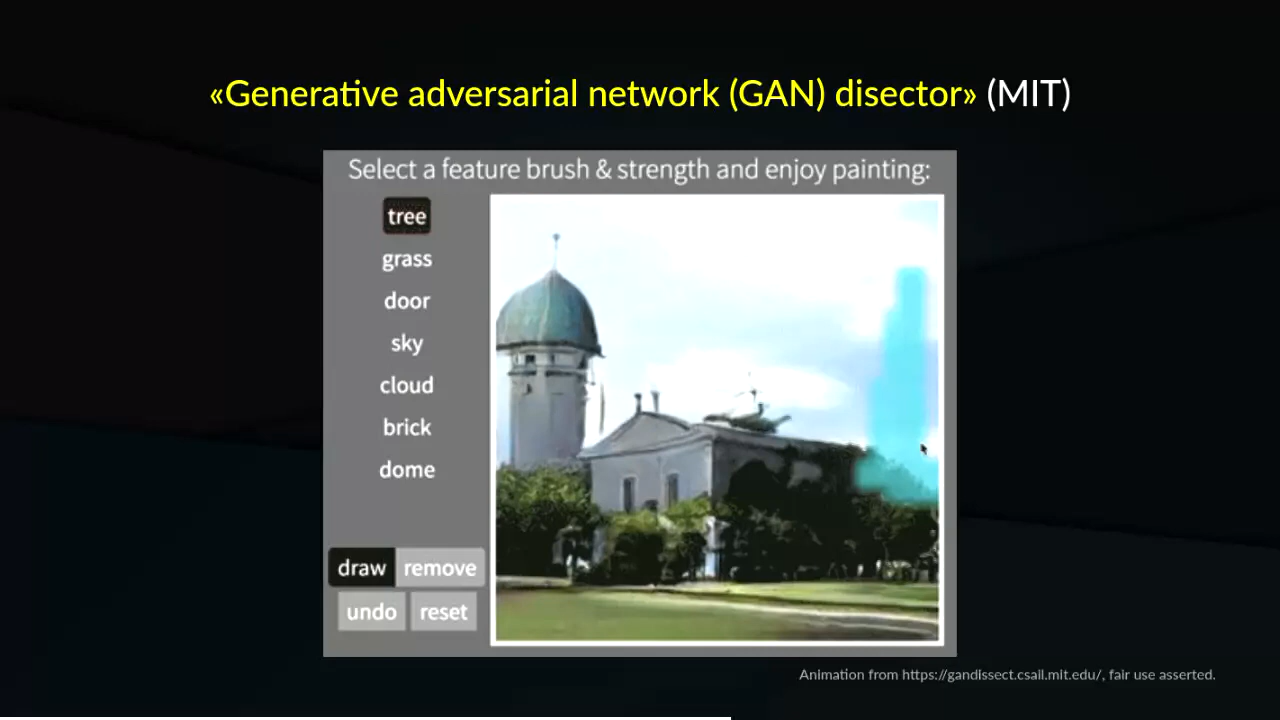 «Generative adversarial network (GAN) disector» (MIT)
Select a feature brush & strength and enjoy painting:
tree
grass
door
sky
cloud
brick
dome
draw remove
undo reset
Animation from https://gandissect.csail.mit.edu/, fair use asserted.